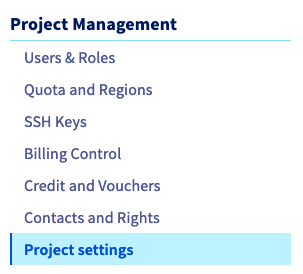 Project Management
Users & Roles
Quota and Regions
SSH Keys
Billing Control
Credit and Vouchers
Contacts and Rights
Project settings